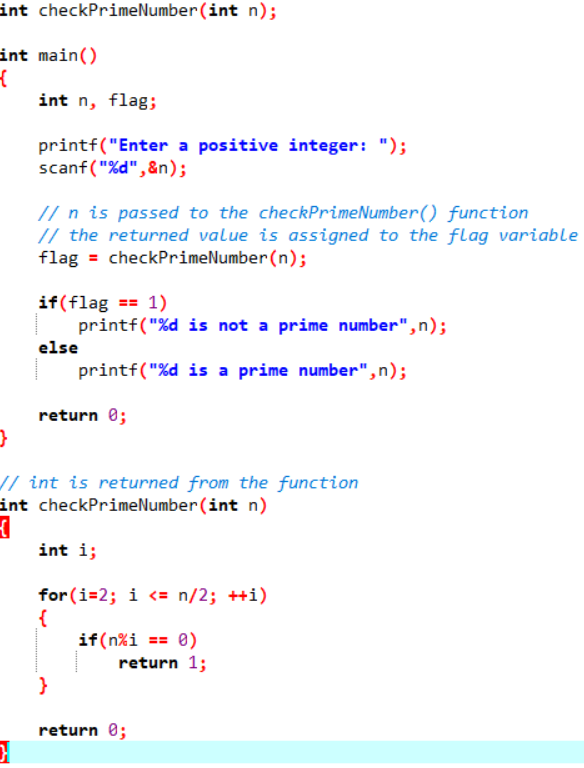 int checkPrimeNumber(int n);
int main()
{
int n, flag;
printf("Enter a positive integer: ");
scanf("%d",&n);
// n is passed to the checkPrimeNumber() function
// the returned value is assigned to the flag variable
flag = checkPrimeNumber(n);
if(flag == 1)
printf("%d is not a prime number",n);
else
printf("%d is a prime number",n);
return 0;
}
// int is returned from the function
int checkPrimeNumber(int n)
{
int i;
for(i=2; i <= n/2; ++i)
{
if(n%i == 0)
return 1;
}
return 0;
}